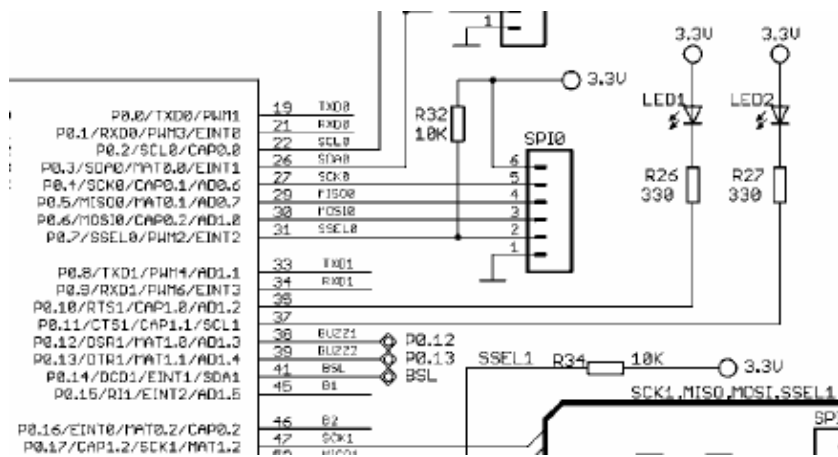 1
3.3V
3.3V
3.3V
R32
10K
LED1
LED2
SPI0
P0.0/TXD0/PWM1 19 TXD0
P0.1/RXD0/PWM3/EINT0 21 RXD0
P0.2/SCL0/CAP0.0 22 SCL0
P0.3/SDA0/MAT0.0/EINT1 26 SDA0
P0.4/SCK0/CAP0.1/AD0.6 27 SCK0
P0.5/MISO0/MAT0.1/AD0.7 29 MISO0
P0.6/MOSI0/CAP0.2/AD1.0 30 MOSI0
P0.7/SSEL0/PWM2/EINT2 31 SSEL0
6
5
4
3
2
1
R26
330
R27
330
P0.8/TXD1/PWM4/AD1.1 33 TXD1
P0.9/RXD1/PWM6/EINT3 34 RXD1
P0.10/RTS1/CAP1.0/AD1.2 35
P0.11/CTS1/CAP1.1/SCL1 37
P0.12/DSR1/MAT1.0/AD1.3 38 BUZZ1 P0.12
P0.13/DTR1/MAT1.1/AD1.4 39 BUZZ2 P0.13
P0.14/DCD1/EINT1/SDA1 41 BSL BSL
P0.15/RI1/EINT2/AD1.5 45 B1
SSEL1 R34 10K 3.3V
SCK1,MISO,MOSI,SSEL1
P0.16/EINT0/MAT0.2/CAP0.2 46 B2
P0.17/CAP1.2/SCK1/MAT1.2 47 SCK1